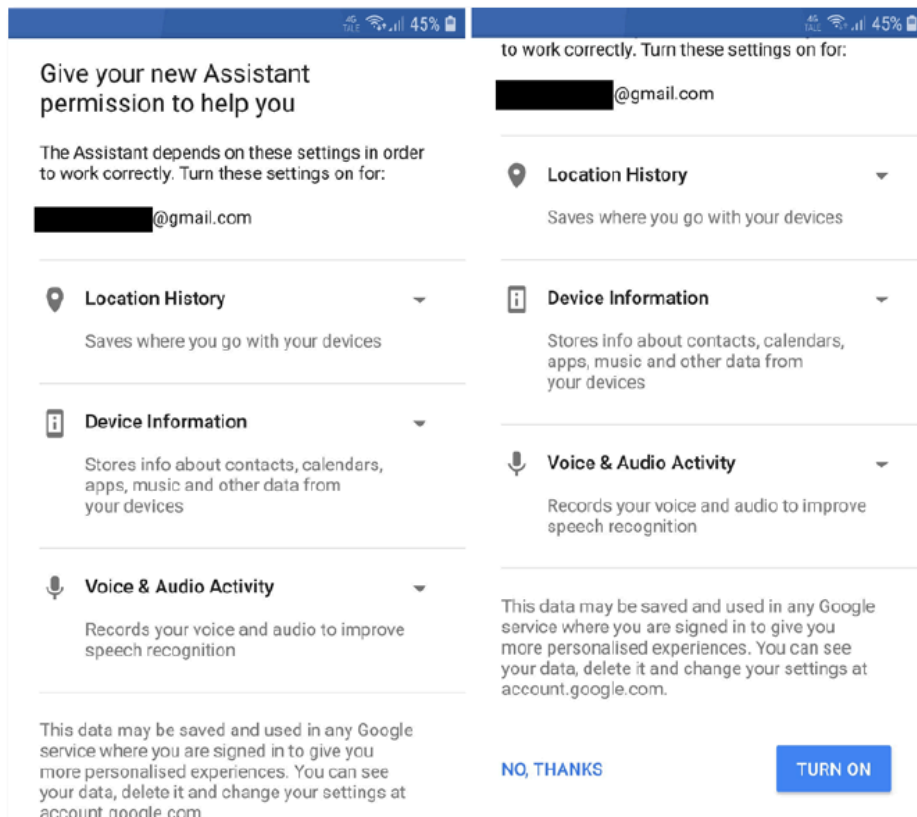 4G 45%
Give your new Assistant
permission to help you
The Assistant depends on these settings in order
to work correctly. Turn these settings on for:
@gmail.com
Location History
Saves where you go with your devices
Device Information
Stores info about contacts, calendars,
apps, music and other data from
your devices
Voice & Audio Activity
Records your voice and audio to improve
speech recognition
This data may be saved and used in any Google
service where you are signed in to give you
more personalised experiences. You can see
your data, delete it and change your settings at
account.google.com
4G 45%
to work correctly. Turn these settings on for:
@gmail.com
Location History
Saves where you go with your devices
Device Information
Stores info about contacts, calendars,
apps, music and other data from
your devices
Voice & Audio Activity
Records your voice and audio to improve
speech recognition
This data may be saved and used in any Google
service where you are signed in to give you
more personalised experiences. You can see
your data, delete it and change your settings at
account.google.com.
NO, THANKS TURN ON